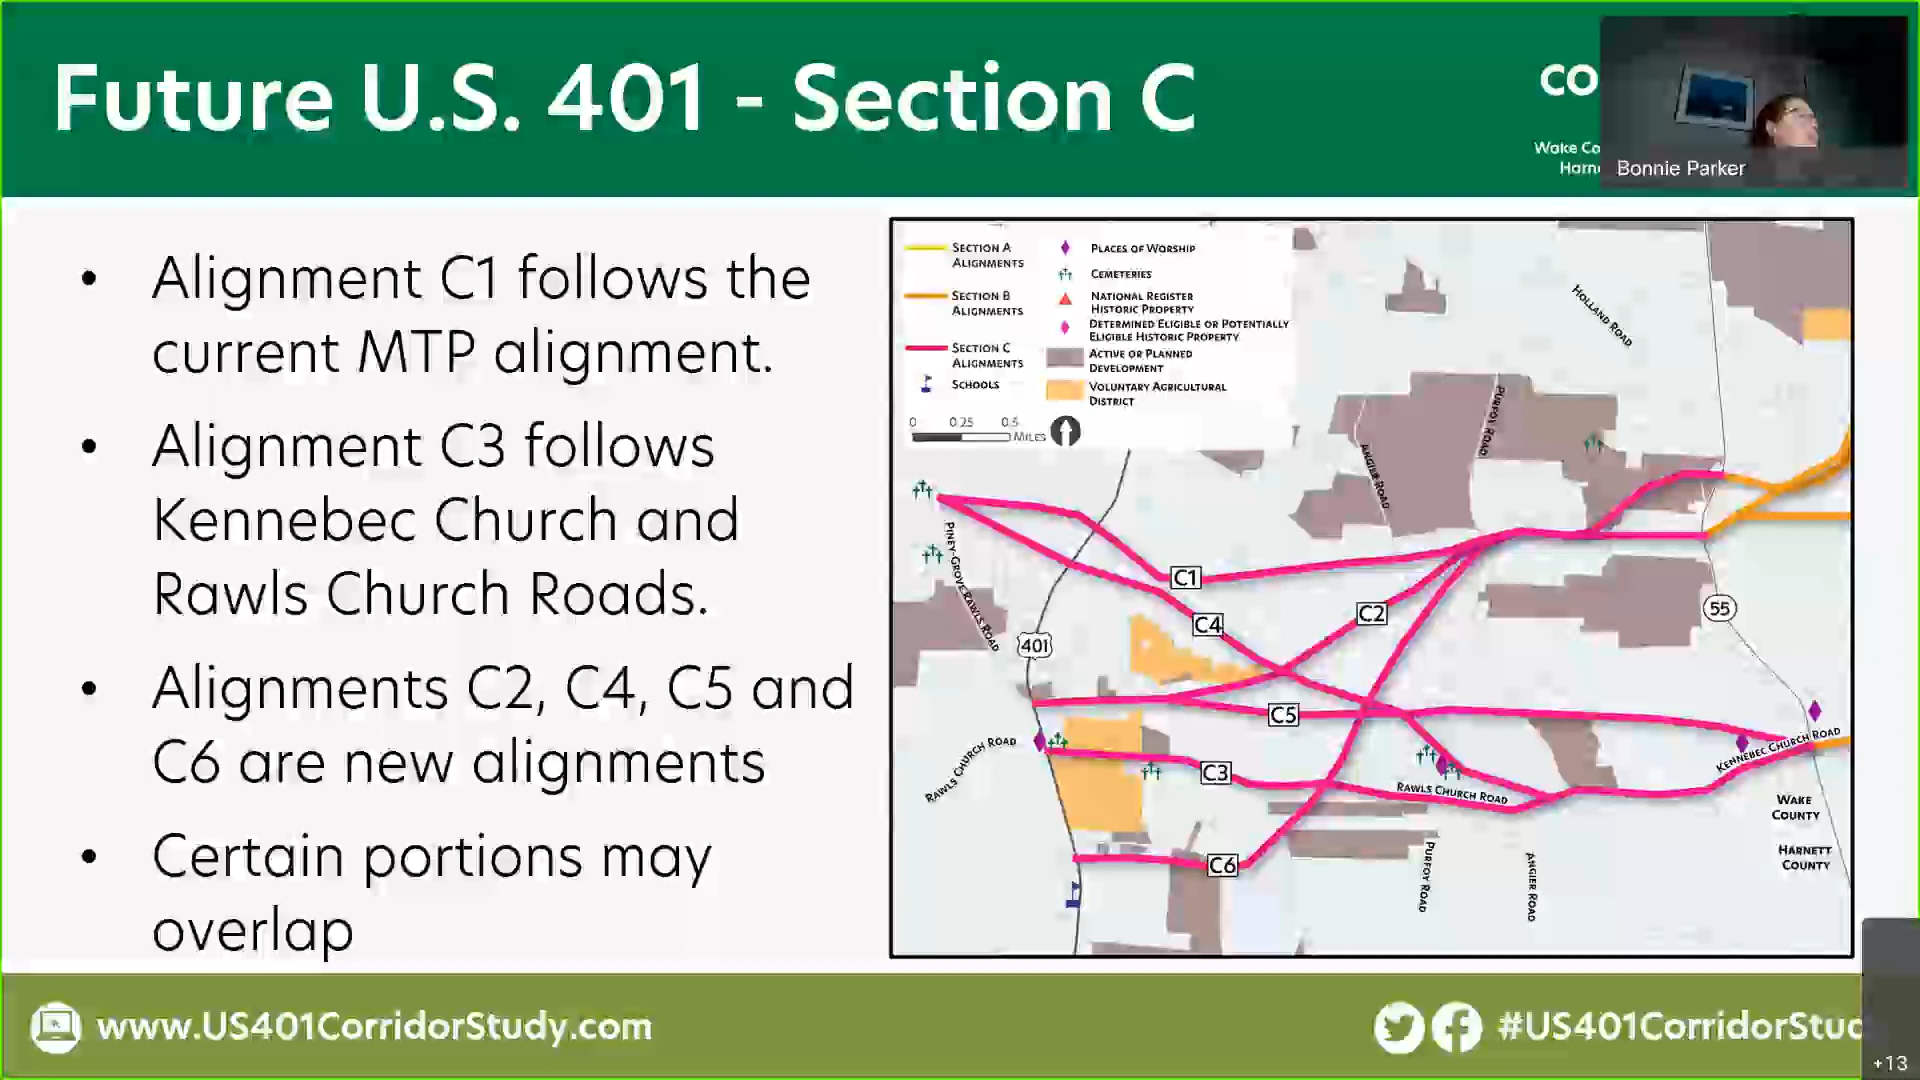 Future U.S. 401 - Section C
CO
Wake Co
Harn
Bonnie Parker
• Alignment C1 follows the
current MTP alignment.
• Alignment C3 follows
Kennebec Church and
Rawls Church Roads.
• Alignments C2, C4, C5 and
C6 are new alignments
• Certain portions may
overlap
SECTION A
ALIGNMENTS
SECTION B
ALIGNMENTS
SECTION C
ALIGNMENTS
SCHOOLS
PLACES OF WORSHIP
CEMETERIES
NATIONAL REGISTER
HISTORIC PROPERTY
DETERMINED ELIGIBLE OR POTENTIALLY
ELIGIBLE HISTORIC PROPERTY
ACTIVE OR PLANNED
DEVELOPMENT
VOLUNTARY AGRICULTURAL
DISTRICT
0 0.25 0.5
MILES
HOLLAND ROAD
PURFOY ROAD
ANGIER ROAD
PINEY-GROVE RAWLS ROAD
C1
C2
C4
55
401
C5
RAWLS CHURCH ROAD
KENNEBEC CHURCH ROAD
C3
RAWLS CHURCH ROAD
WAKE
COUNTY
HARNETT
COUNTY
C6
PURFOY ROAD
ANGIER ROAD
www.US401CorridorStudy.com
#US401CorridorStud
+13